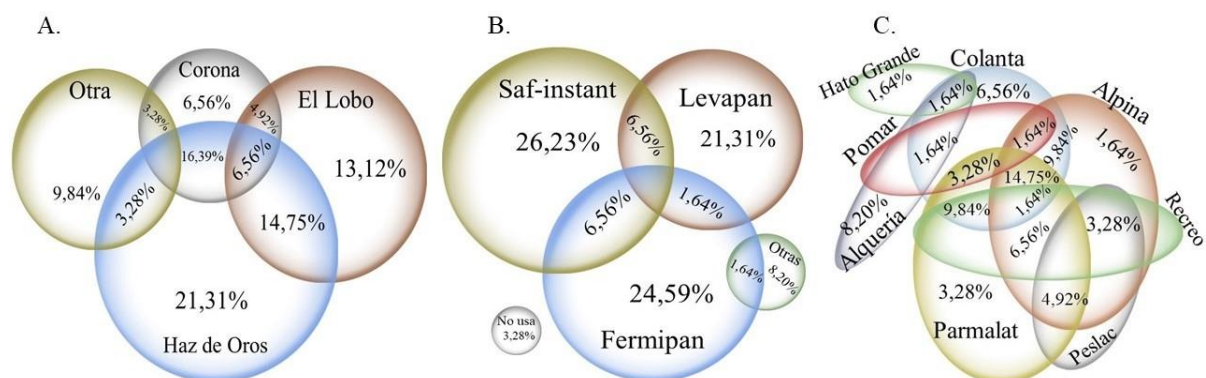 A.
Otra
Corona
6,56%
El Lobo
3,28%
4,92%
16,39%
6,56%
13,12%
9,84%
3,28%
14,75%
21,31%
Haz de Oros
B.
Saf-instant
Levapan
26,23%
6,56%
21,31%
6,56%
1,64%
Otras
8,20%
1,64%
24,59%
No usa
3,28%
Fermipan
C.
Hato Grande
1,64%
Colanta
6,56%
1,64%
Alpina
1,64%
Pomar
1,64%
1,64%
9,84%
3,28%
14,75%
8,20%
Alquería
9,84%
1,64%
Recreo
6,56%
3,28%
3,28%
4,92%
Parmalat
Peslac